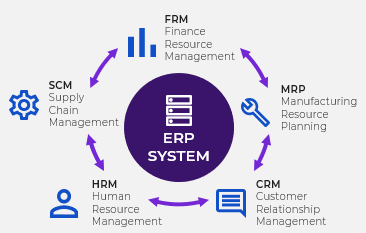 FRM
Finance
Resource
Management
SCM
Supply
Chain
Management
MRP
Manufacturing
Resource
Planning
ERP
SYSTEM
HRM
Human
Resource
Management
CRM
Customer
Relationship
Management